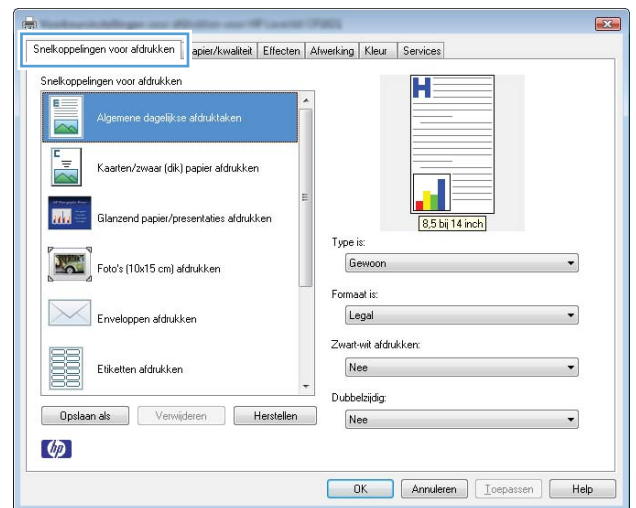 Snelkoppelingen voor afdrukken
apier/kwaliteit
Effecten
Afwerking
Kleur
Services
Snelkoppelingen voor afdrukken
E
Algemene dagelijkse afdruktaken
C
Kaarten/zwaar (dik) papier afdrukken
Glanzend papier/presentaties afdrukken
Foto's (10x15 cm) afdrukken
Enveloppen afdrukken
Etiketten afdrukken
Opslaan als
Verwijderen
Herstellen
H
8,5 bij 14 inch
Type is:
Gewoon
Formaat is:
Legal
Zwart-wit afdrukken:
Nee
Dubbelzijdig:
Nee
hp
OK
Annuleren
Toepassen
Help